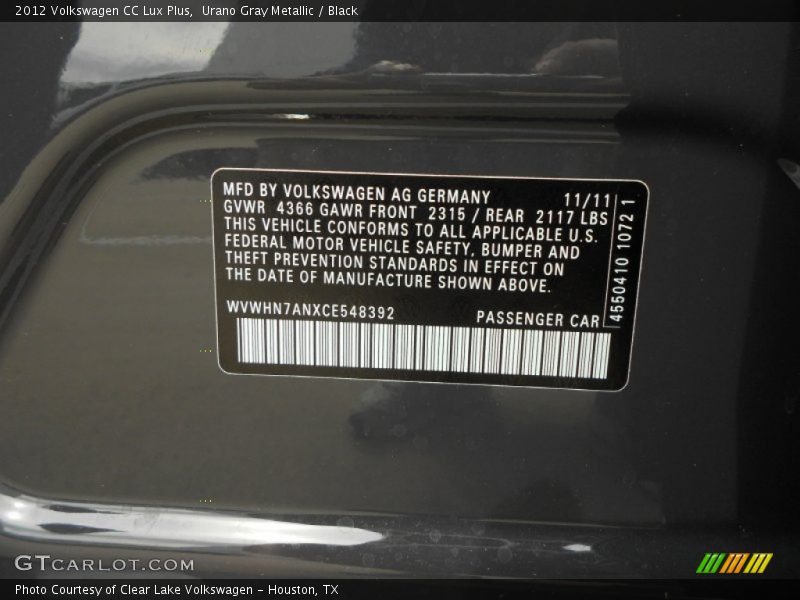 2012 Volkswagen CC Lux Plus, Urano Gray Metallic / Black
MFD BY VOLKSWAGEN AG GERMANY 11/11
GVWR 4366 GAWR FRONT 2315 / REAR 2117 LBS
THIS VEHICLE CONFORMS TO ALL APPLICABLE U.S.
FEDERAL MOTOR VEHICLE SAFETY, BUMPER AND
THEFT PREVENTION STANDARDS IN EFFECT ON
THE DATE OF MANUFACTURE SHOWN ABOVE.
WVWHN7ANXCE548392 PASSENGER CAR
4550410 1072 1
GTCARLOT.COM
Photo Courtesy of Clear Lake Volkswagen - Houston, TX